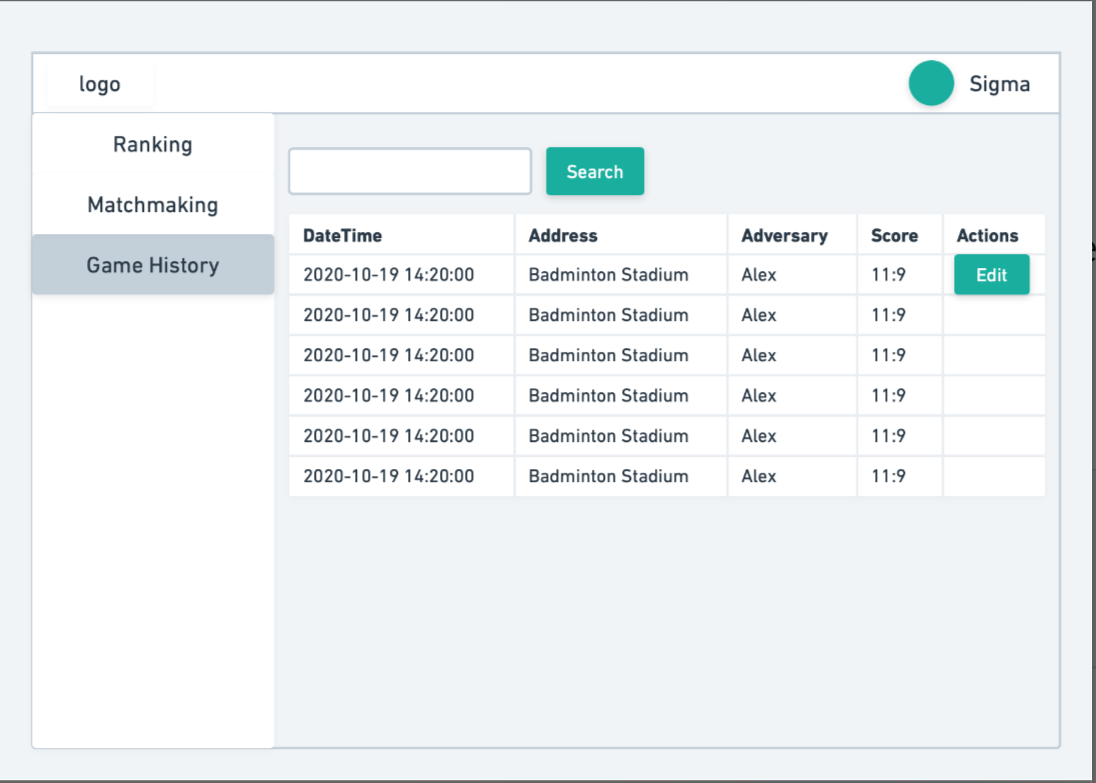 logo
Sigma
Ranking
Matchmaking
Game History
Search
DateTime Address Adversary Score Actions
2020-10-19 14:20:00 Badminton Stadium Alex 11:9 Edit
2020-10-19 14:20:00 Badminton Stadium Alex 11:9
2020-10-19 14:20:00 Badminton Stadium Alex 11:9
2020-10-19 14:20:00 Badminton Stadium Alex 11:9
2020-10-19 14:20:00 Badminton Stadium Alex 11:9
2020-10-19 14:20:00 Badminton Stadium Alex 11:9